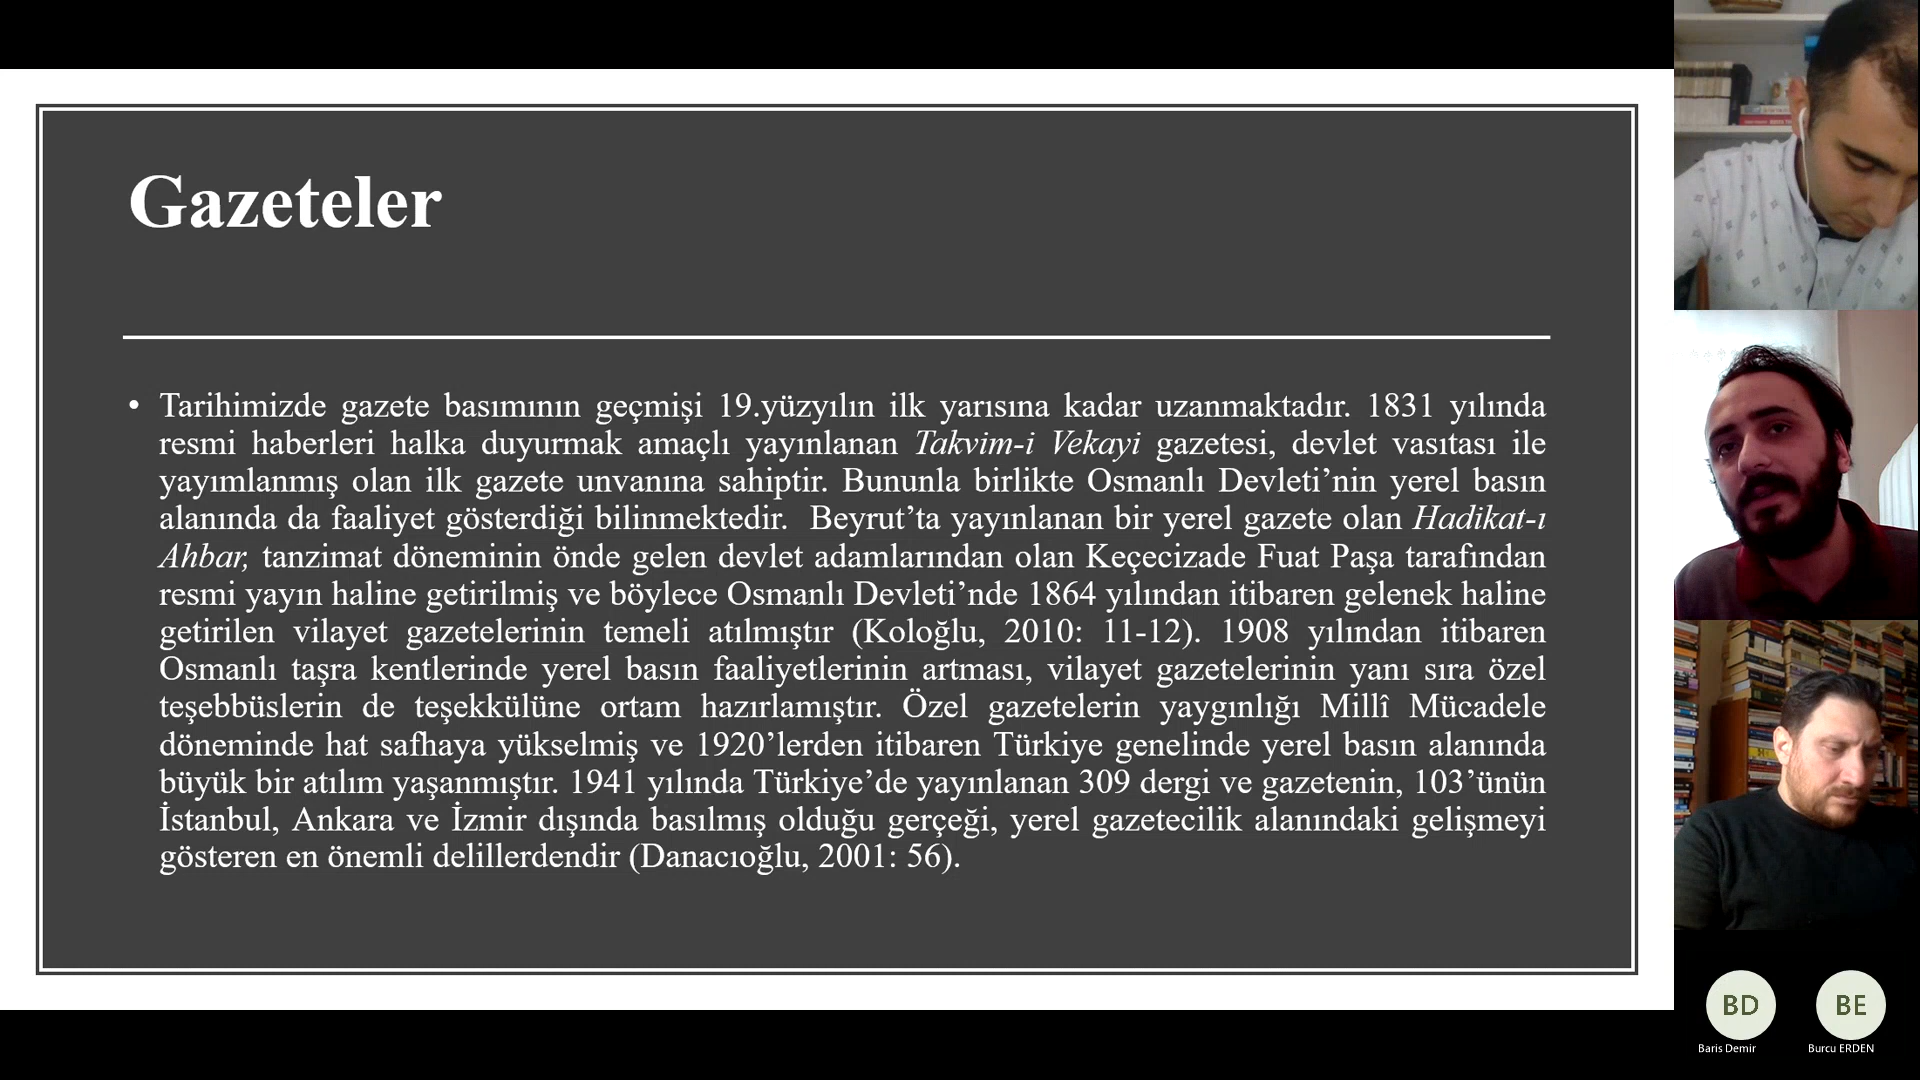 Gazeteler
• Tarihimizde gazete basımının geçmişi 19.yüzyılın ilk yarısına kadar uzanmaktadır. 1831 yılında
resmi haberleri halka duyurmak amaçlı yayınlanan Takvim-i Vekayi gazetesi, devlet vasıtası ile
yayımlanmış olan ilk gazete unvanına sahiptir. Bununla birlikte Osmanlı Devleti’nin yerel basın
alanında da faaliyet gösterdiği bilinmektedir.  Beyrut’ta yayınlanan bir yerel gazete olan Hadikat-ı
Ahbar, tanzimat döneminin önde gelen devlet adamlarından olan Keçecizade Fuat Paşa tarafından
resmi yayın haline getirilmiş ve böylece Osmanlı Devleti’nde 1864 yılından itibaren gelenek haline
getirilen vilayet gazetelerinin temeli atılmıştır (Koloğlu, 2010: 11-12). 1908 yılından itibaren
Osmanlı taşra kentlerinde yerel basın faaliyetlerinin artması, vilayet gazetelerinin yanı sıra özel
teşebbüslerin de teşekkülüne ortam hazırlamıştır. Özel gazetelerin yaygınlığı Millî Mücadele
döneminde hat safhaya yükselmiş ve 1920’lerden itibaren Türkiye genelinde yerel basın alanında
büyük bir atılım yaşanmıştır. 1941 yılında Türkiye’de yayınlanan 309 dergi ve gazetenin, 103’ünün
İstanbul, Ankara ve İzmir dışında basılmış olduğu gerçeği, yerel gazetecilik alanındaki gelişmeyi
gösteren en önemli delillerdendir (Danacıoğlu, 2001: 56).
BD BE
Baris Demir Burcu ERDEN